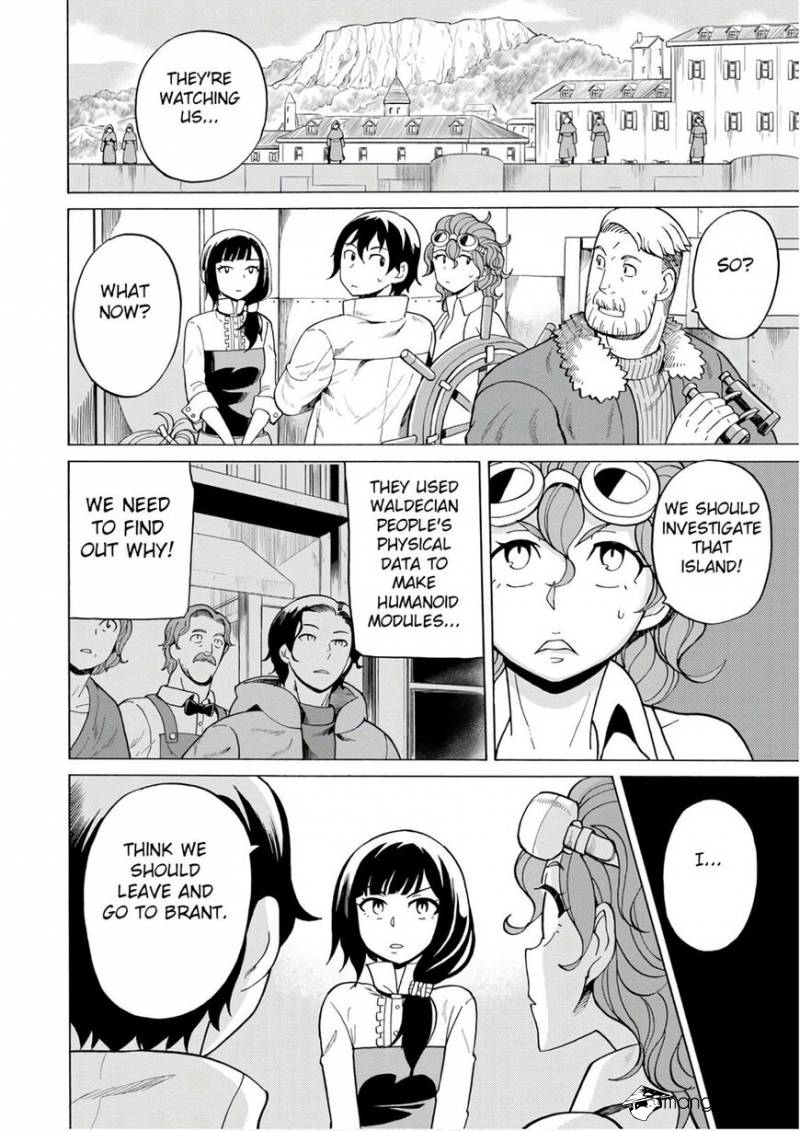 THEY'RE
WATCHING
US...
SO?
WHAT
NOW?
WE SHOULD
INVESTIGATE
THAT
ISLAND!
THEY USED
WALDECIAN
PEOPLE'S
PHYSICAL
DATA TO
MAKE
HUMANOID
MODULES...
WE NEED
TO FIND
OUT WHY!
I...
THINK WE
SHOULD
LEAVE AND
GO TO BRANT.